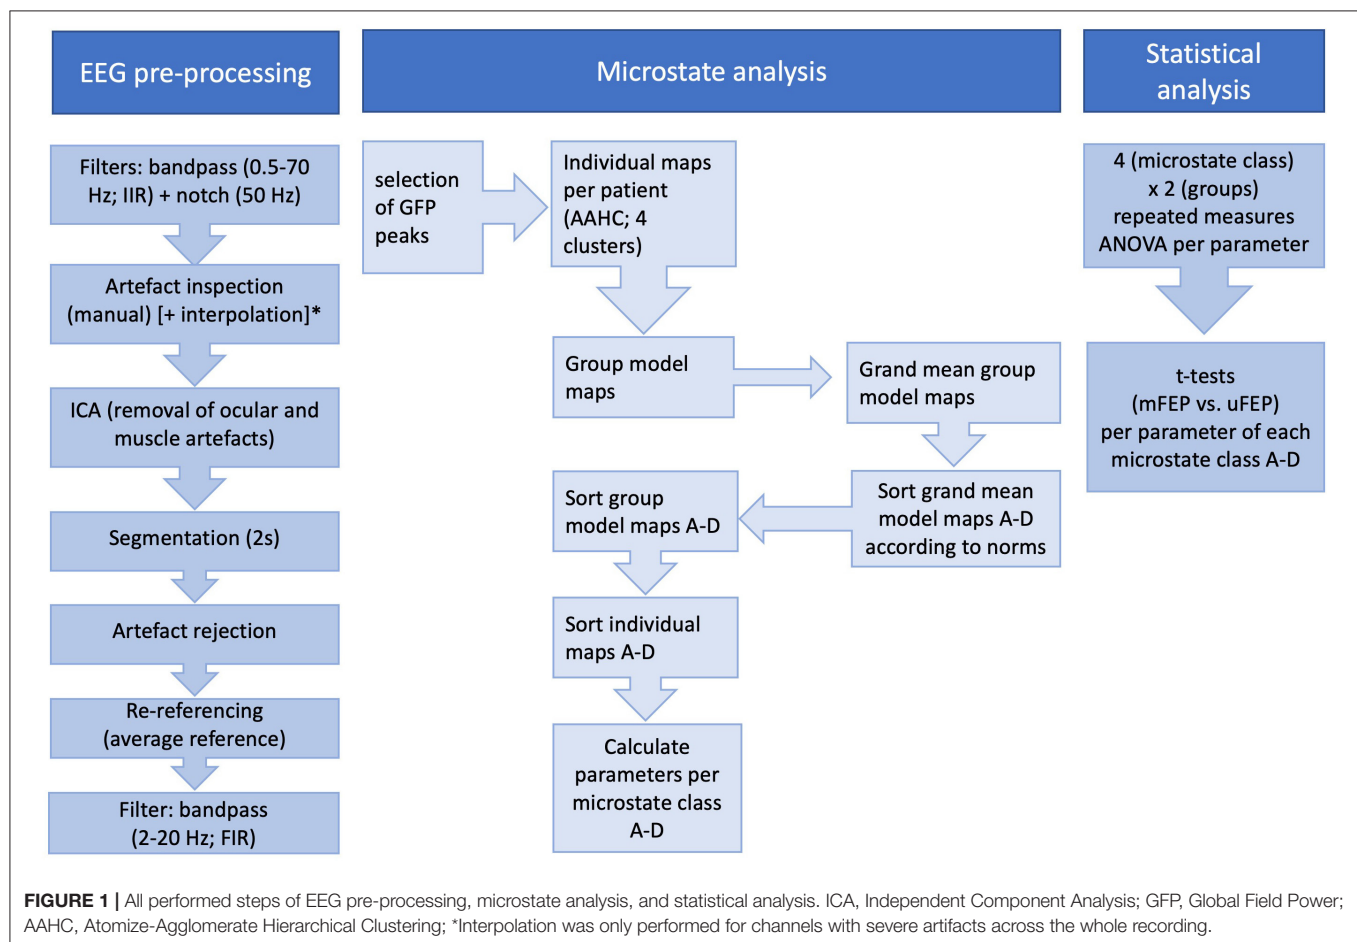 EEG pre-processing
Filters: bandpass (0.5-70
Hz; IIR) + notch (50 Hz)
Artefact inspection
(manual) [+ interpolation]*
ICA (removal of ocular and
muscle artefacts)
Segmentation (2s)
Artefact rejection
Re-referencing
(average reference)
Filter: bandpass
(2-20 Hz; FIR)
Microstate analysis
selection
of GFP
peaks
Individual maps
per patient
(AAHC; 4
clusters)
Group model
maps
Grand mean group
model maps
Sort grand mean
model maps A-D
according to norms
Sort group
model maps A-D
Sort individual
maps A-D
Calculate
parameters per
microstate class
A-D
Statistical
analysis
4 (microstate class)
x 2 (groups)
repeated measures
ANOVA per parameter
t-tests
(mFEP vs. uFEP)
per parameter of each
microstate class A-D
FIGURE 1 | All performed steps of EEG pre-processing, microstate analysis, and statistical analysis. ICA, Independent Component Analysis; GFP, Global Field Power;
AAHC, Atomize-Agglomerate Hierarchical Clustering; *Interpolation was only performed for channels with severe artifacts across the whole recording.